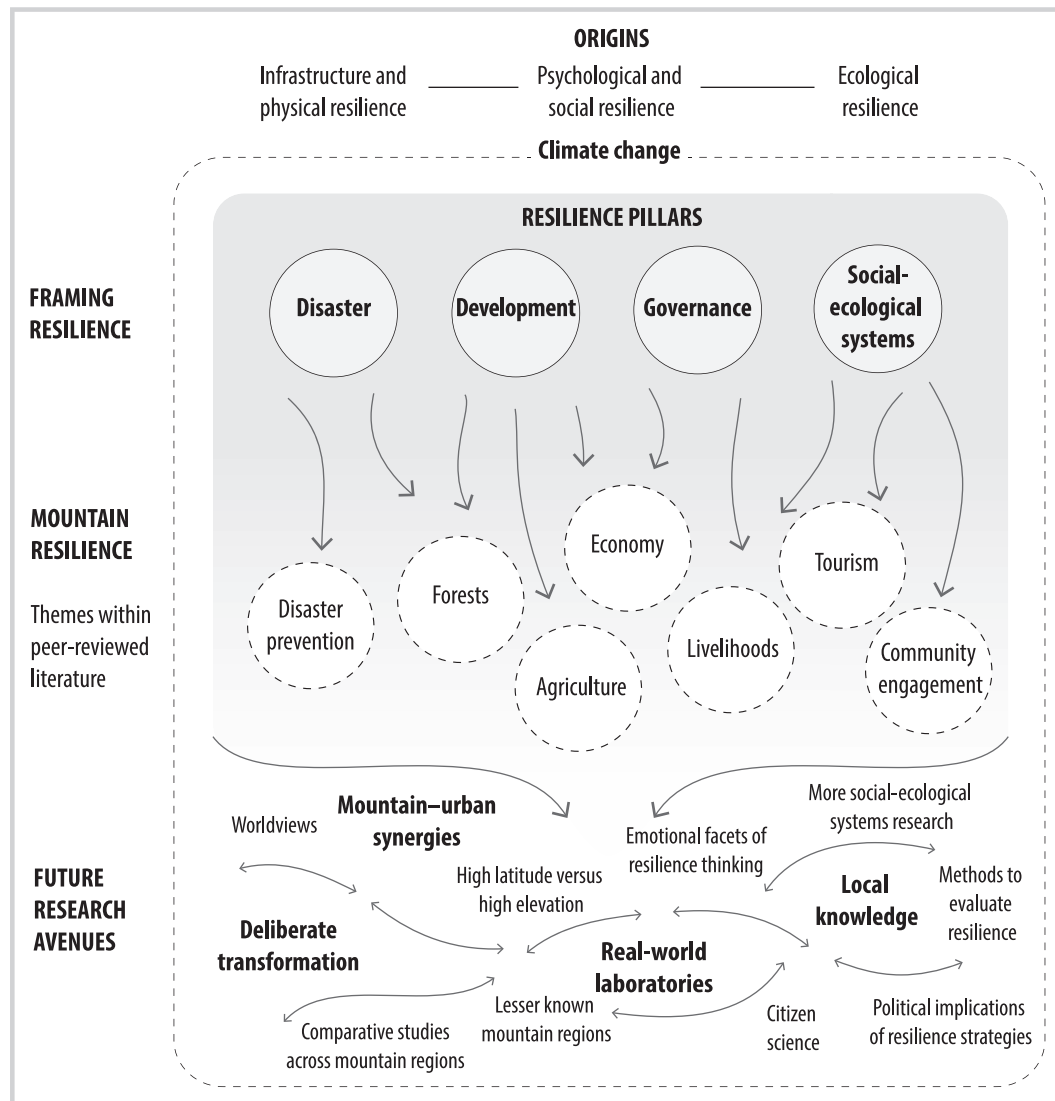 ORIGINS
Infrastructure and
physical resilience
Psychological and
social resilience
Ecological
resilience
Climate change
RESILIENCE PILLARS
FRAMING
RESILIENCE
Disaster
Development
Governance
Social-
ecological
systems
MOUNTAIN
RESILIENCE
Themes within
peer-reviewed
literature
Disaster
prevention
Forests
Economy
Agriculture
Livelihoods
Tourism
Community
engagement
FUTURE
RESEARCH
AVENUES
Worldviews
Mountain–urban
synergies
Emotional facets of
resilience thinking
More social-ecological
systems research
High latitude versus
high elevation
Local
knowledge
Methods to
evaluate
resilience
Deliberate
transformation
Real-world
laboratories
Comparative studies
across mountain regions
Lesser known
mountain regions
Citizen
science
Political implications
of resilience strategies